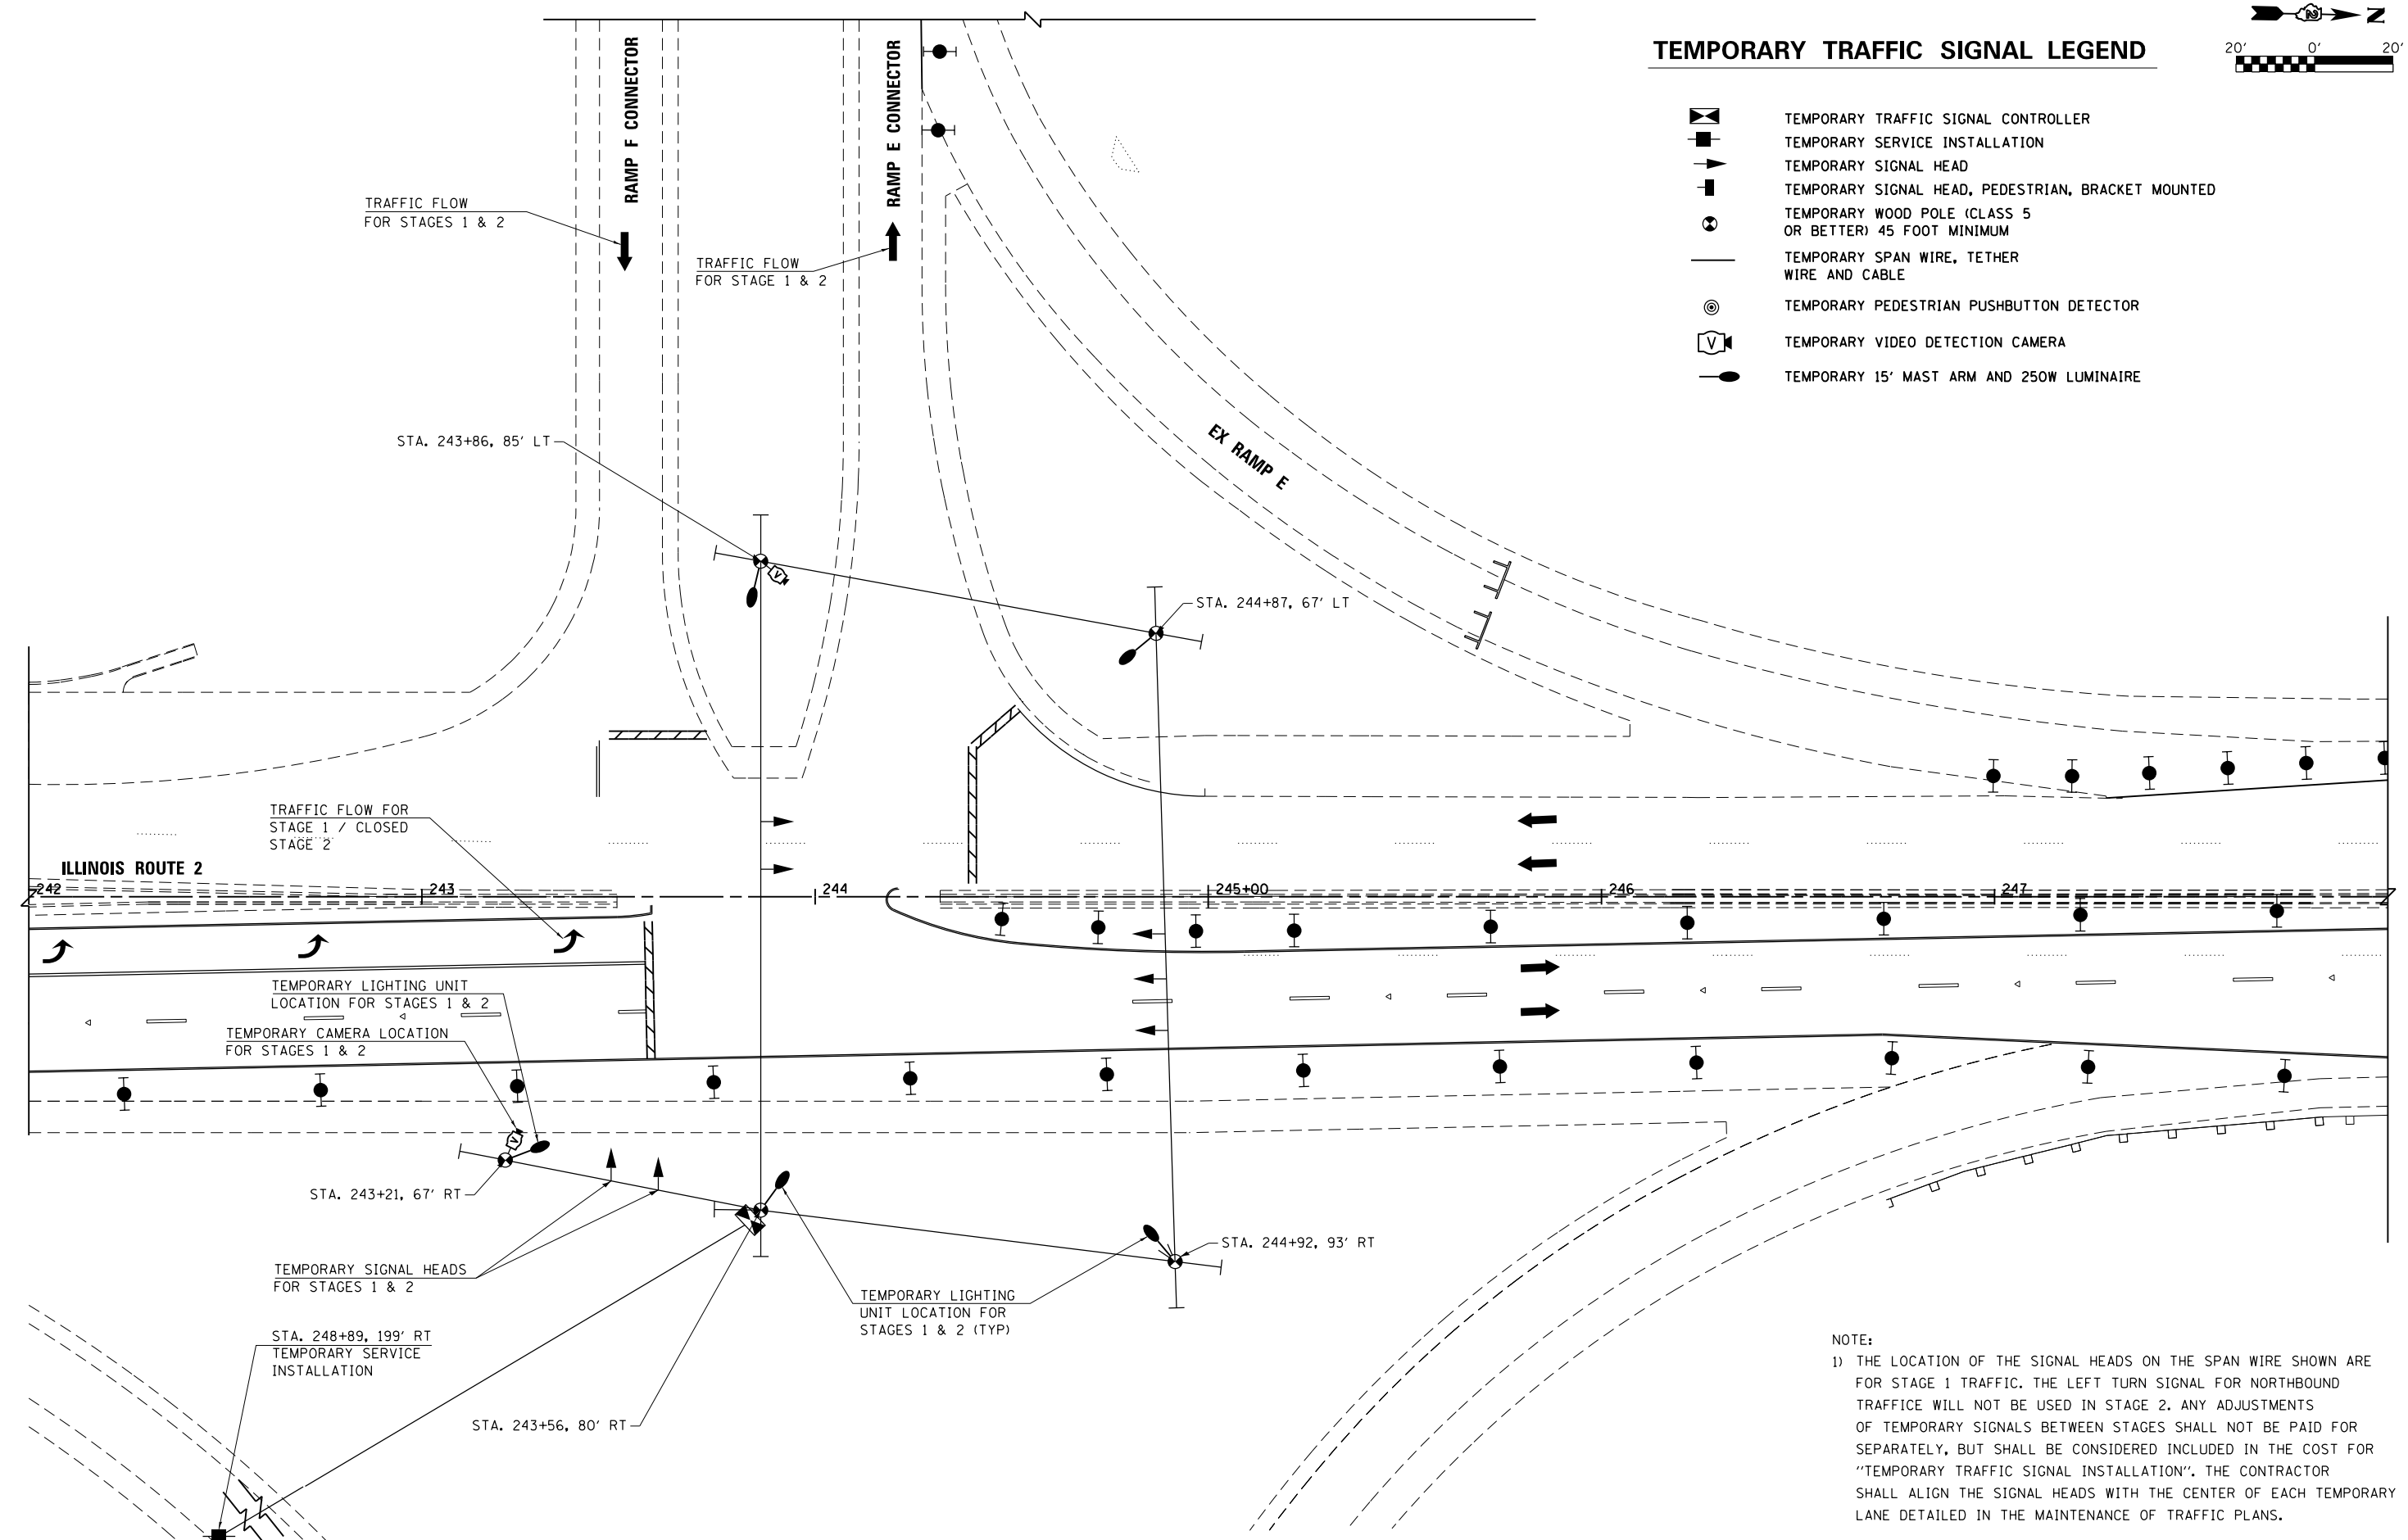 N
TEMPORARY TRAFFIC SIGNAL LEGEND
20' 0' 20'
TEMPORARY TRAFFIC SIGNAL CONTROLLER
TEMPORARY SERVICE INSTALLATION
TEMPORARY SIGNAL HEAD
TEMPORARY SIGNAL HEAD, PEDESTRIAN, BRACKET MOUNTED
TEMPORARY WOOD POLE (CLASS 5
OR BETTER) 45 FOOT MINIMUM
TEMPORARY SPAN WIRE, TETHER
WIRE AND CABLE
TEMPORARY PEDESTRIAN PUSHBUTTON DETECTOR
V
TEMPORARY VIDEO DETECTION CAMERA
TEMPORARY 15' MAST ARM AND 250W LUMINAIRE
RAMP F CONNECTOR
RAMP E CONNECTOR
TRAFFIC FLOW
FOR STAGES 1 & 2
TRAFFIC FLOW
FOR STAGE 1 & 2
STA. 243+86, 85' LT
EX RAMP E
V
STA. 244+87, 67' LT
TRAFFIC FLOW FOR
STAGE 1 / CLOSED
STAGE 2
ILLINOIS ROUTE 2
242
243
244
245+00
246
247
TEMPORARY LIGHTING UNIT
LOCATION FOR STAGES 1 & 2
TEMPORARY CAMERA LOCATION
FOR STAGES 1 & 2
V
STA. 243+21, 67' RT
TEMPORARY SIGNAL HEADS
FOR STAGES 1 & 2
STA. 244+92, 93' RT
TEMPORARY LIGHTING
UNIT LOCATION FOR
STAGES 1 & 2 (TYP)
STA. 248+89, 199' RT
TEMPORARY SERVICE
INSTALLATION
STA. 243+56, 80' RT
NOTE:
1) THE LOCATION OF THE SIGNAL HEADS ON THE SPAN WIRE SHOWN ARE
FOR STAGE 1 TRAFFIC. THE LEFT TURN SIGNAL FOR NORTHBOUND
TRAFFICE WILL NOT BE USED IN STAGE 2. ANY ADJUSTMENTS
OF TEMPORARY SIGNALS BETWEEN STAGES SHALL NOT BE PAID FOR
SEPARATELY, BUT SHALL BE CONSIDERED INCLUDED IN THE COST FOR
"TEMPORARY TRAFFIC SIGNAL INSTALLATION". THE CONTRACTOR
SHALL ALIGN THE SIGNAL HEADS WITH THE CENTER OF EACH TEMPORARY
LANE DETAILED IN THE MAINTENANCE OF TRAFFIC PLANS.